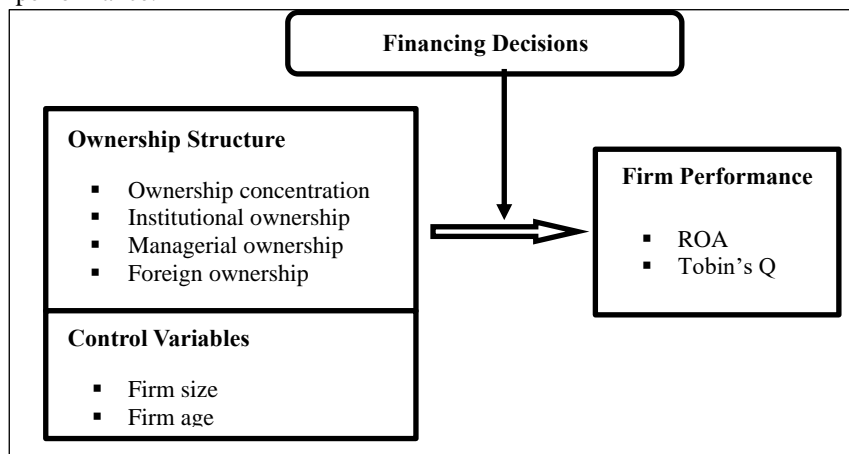 Financing Decisions
Ownership Structure
▪ Ownership concentration
▪ Institutional ownership
▪ Managerial ownership
▪ Foreign ownership
Firm Performance
▪ ROA
▪ Tobin's Q
Control Variables
▪ Firm size
▪ Firm age